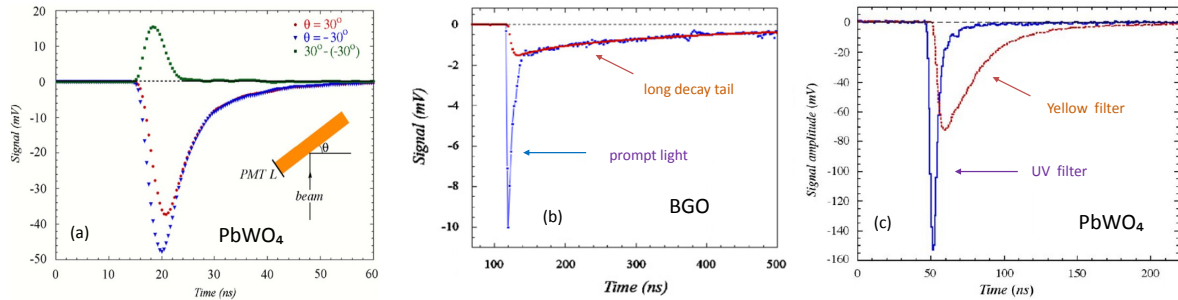 20
10
0
-10
-20
-30
-40
-50
Signal (mV)
θ = 30°
θ = −30°
30°-(-30°)
PMT L
θ
beam
(a)
PbWO₄
0
10
20
30
40
50
60
Time (ns)
0
-2
-4
-6
-8
-10
Signal (mV)
long decay tail
prompt light
(b)
BGO
100
200
300
400
500
Time (ns)
0
-20
-40
-60
-80
-100
-120
-140
-160
Signal amplitude (mV)
Yellow filter
UV filter
(c)
PbWO₄
0
50
100
150
200
Time (ns)